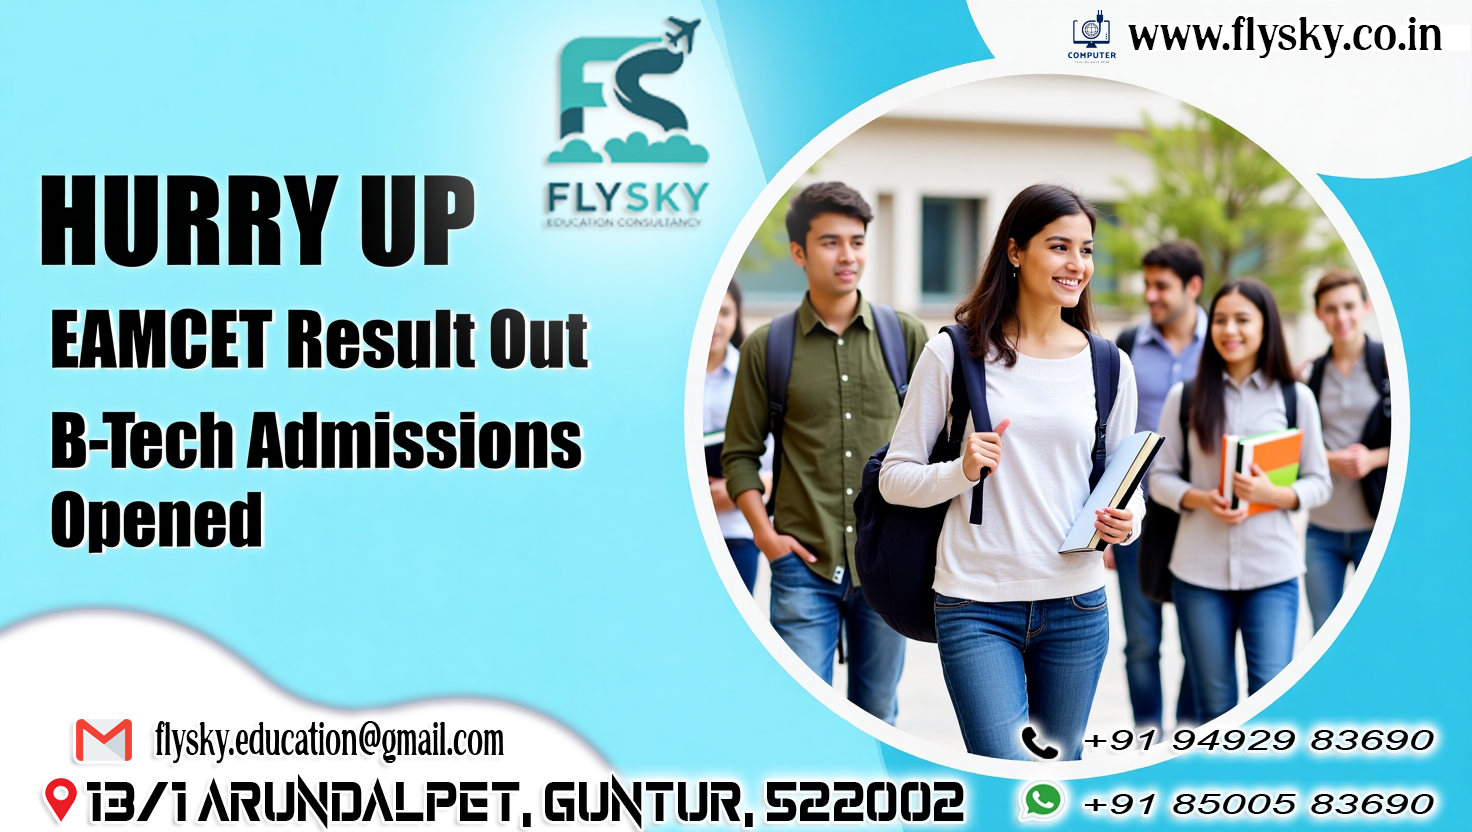 www.flysky.co.in
COMPUTER
FS
FLYSKY
EDUCATION CONSULTANCY
HURRY UP
EAMCET Result Out
B-Tech Admissions
Opened
flysky.education@gmail.com
13/1 ARUNDALPET, GUNTUR, 522002
+91 94929 83690
+91 85005 83690